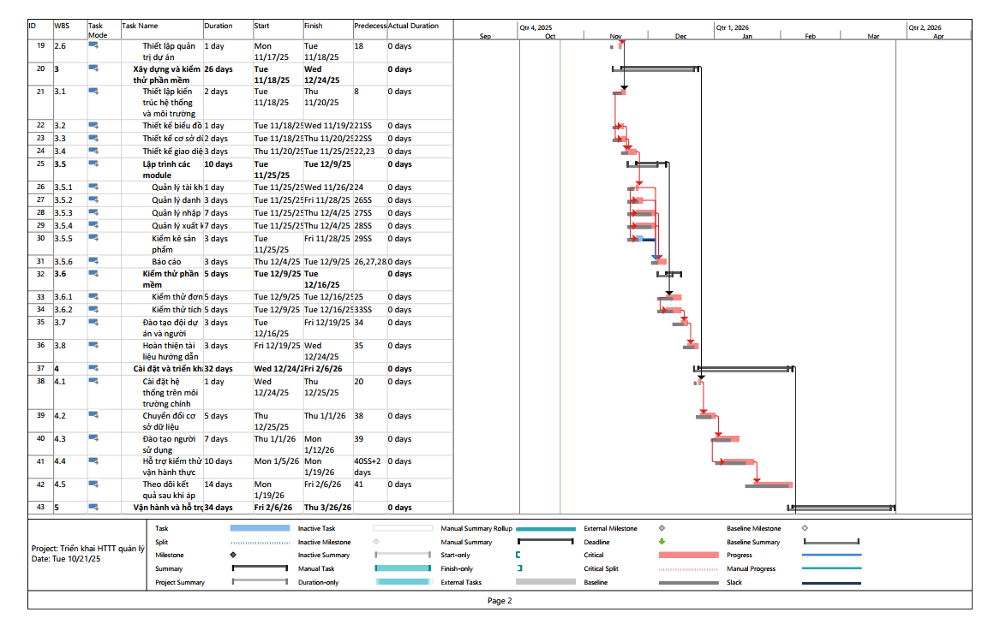 ID WBS Task Mode Task Name Duration Start Finish Predecess Actual Duration
Qtr 4, 2025 Qtr 1, 2026 Qtr 2, 2026
Sep Oct Nov Dec Jan Feb Mar Apr
19 2.6 Thiết lập quản trị dự án 1 day Mon 11/17/25 Tue 11/18/25 18 0 days
20 3 Xây dựng và kiểm thử phần mềm 26 days Tue 11/18/25 Wed 12/24/25 0 days
21 3.1 Thiết lập kiến trúc hệ thống và môi trường 2 days Tue 11/18/25 Thu 11/20/25 8 0 days
22 3.2 Thiết kế biểu đồ 1 day Tue 11/18/25 Wed 11/19/2 21SS 0 days
23 3.3 Thiết kế cơ sở dữ 2 days Tue 11/18/25 Thu 11/20/25 22SS 0 days
24 3.4 Thiết kế giao diệ 3 days Thu 11/20/25 Tue 11/25/25 22,23 0 days
25 3.5 Lập trình các module 10 days Tue 11/25/25 Tue 12/9/25 0 days
26 3.5.1 Quản lý tài kh 1 day Tue 11/25/25 Wed 11/26/2 24 0 days
27 3.5.2 Quản lý danh 3 days Tue 11/25/25 Fri 11/28/25 26SS 0 days
28 3.5.3 Quản lý nhập 7 days Tue 11/25/25 Thu 12/4/25 27SS 0 days
29 3.5.4 Quản lý xuất k 7 days Tue 11/25/25 Thu 12/4/25 28SS 0 days
30 3.5.5 Kiểm kê sản phẩm 3 days Tue 11/25/25 Fri 11/28/25 29SS 0 days
31 3.5.6 Báo cáo 3 days Thu 12/4/25 Tue 12/9/25 26,27,28 0 days
32 3.6 Kiểm thử phần mềm 5 days Tue 12/9/25 Tue 12/16/25 0 days
33 3.6.1 Kiểm thử đơn 5 days Tue 12/9/25 Tue 12/16/25 25 0 days
34 3.6.2 Kiểm thử tích 5 days Tue 12/9/25 Tue 12/16/25 33SS 0 days
35 3.7 Đào tạo đội dự án và người 3 days Tue 12/16/25 Fri 12/19/25 34 0 days
36 3.8 Hoàn thiện tài liệu hướng dẫn 3 days Fri 12/19/25 Wed 12/24/25 35 0 days
37 4 Cài đặt và triển kh 32 days Wed 12/24/2 Fri 2/6/26 0 days
38 4.1 Cài đặt hệ thống trên môi trường chính 1 day Wed 12/24/25 Thu 12/25/25 20 0 days
39 4.2 Chuyển đổi cơ sở dữ liệu 5 days Thu 12/25/25 Thu 1/1/26 38 0 days
40 4.3 Đào tạo người sử dụng 7 days Thu 1/1/26 Mon 1/12/26 39 0 days
41 4.4 Hỗ trợ kiểm thử vận hành thực 10 days Mon 1/5/26 Mon 1/19/26 40SS+2 days 0 days
42 4.5 Theo dõi kết quả sau khi áp 14 days Mon 1/19/26 Fri 2/6/26 41 0 days
43 5 Vận hành và hỗ trợ 34 days Fri 2/6/26 Thu 3/26/26 0 days
Project: Triển khai HTTT quản lý
Date: Tue 10/21/25
Task Inactive Task Manual Summary Rollup External Milestone Baseline Milestone
Split Inactive Milestone Manual Summary Deadline Baseline Summary
Milestone Inactive Summary Start-only Critical Progress
Summary Manual Task Finish-only Critical Split Manual Progress
Project Summary Duration-only External Tasks Baseline Slack
Page 2